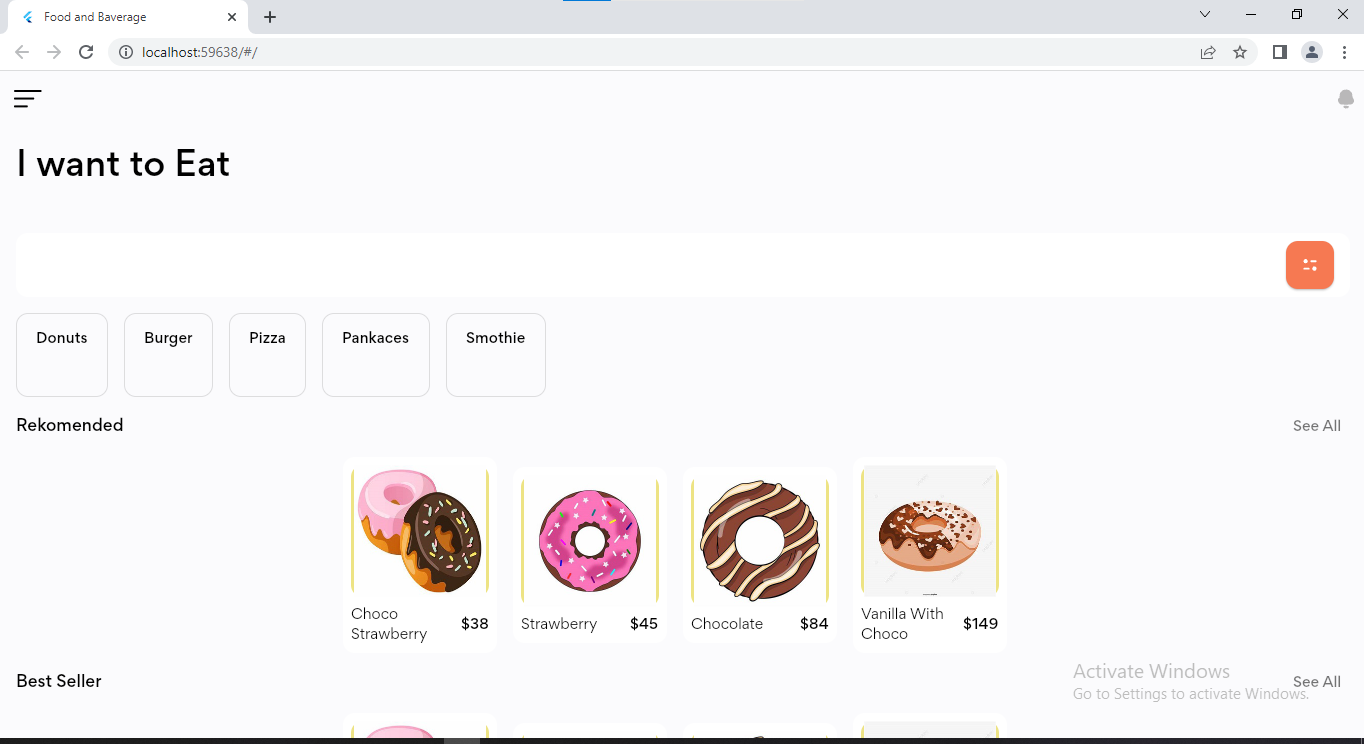 Food and Baverage
localhost:59638/#/
I want to Eat
Donuts Burger Pizza Pankaces Smothie
Rekomended See All
Choco Strawberry $38
Strawberry $45
Chocolate $84
Vanilla With Choco $149
Best Seller See All
Activate Windows
Go to Settings to activate Windows.